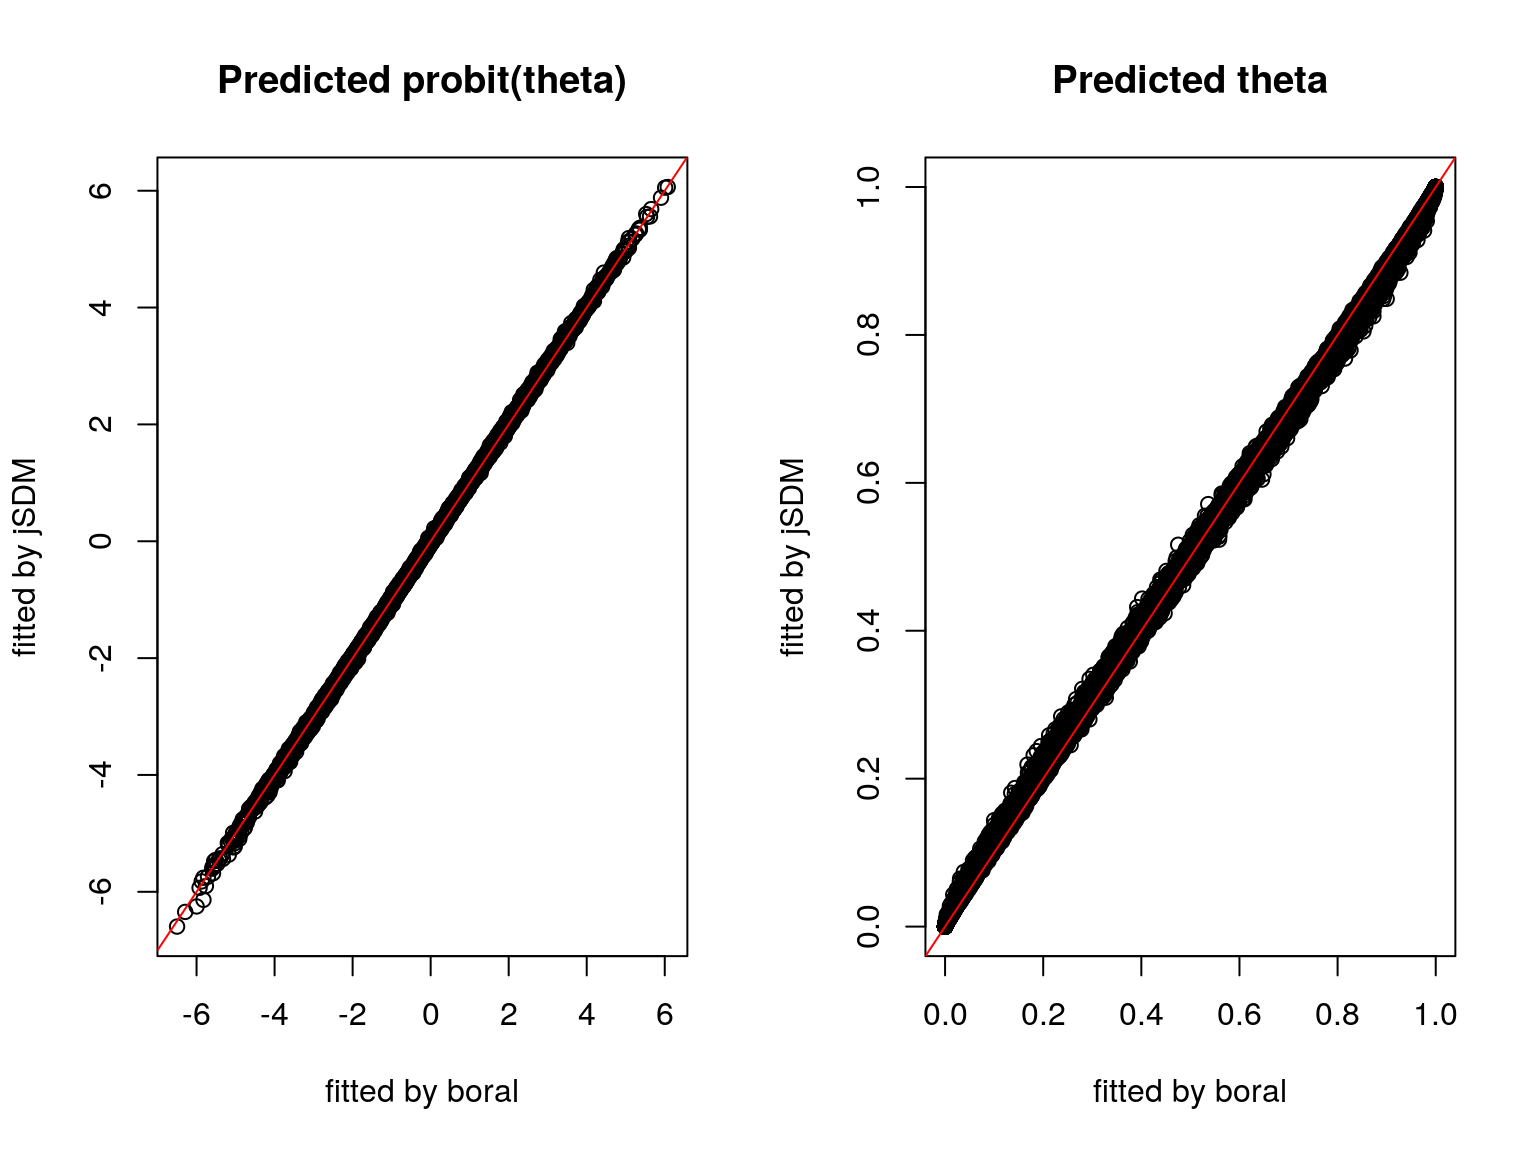 Predicted probit(theta)
6
4
2
0
-2
-4
-6
fitted by jSDM
-6 -4 -2 0 2 4 6
fitted by boral
Predicted theta
1.0
0.8
0.6
0.4
0.2
0.0
fitted by jSDM
0.0 0.2 0.4 0.6 0.8 1.0
fitted by boral